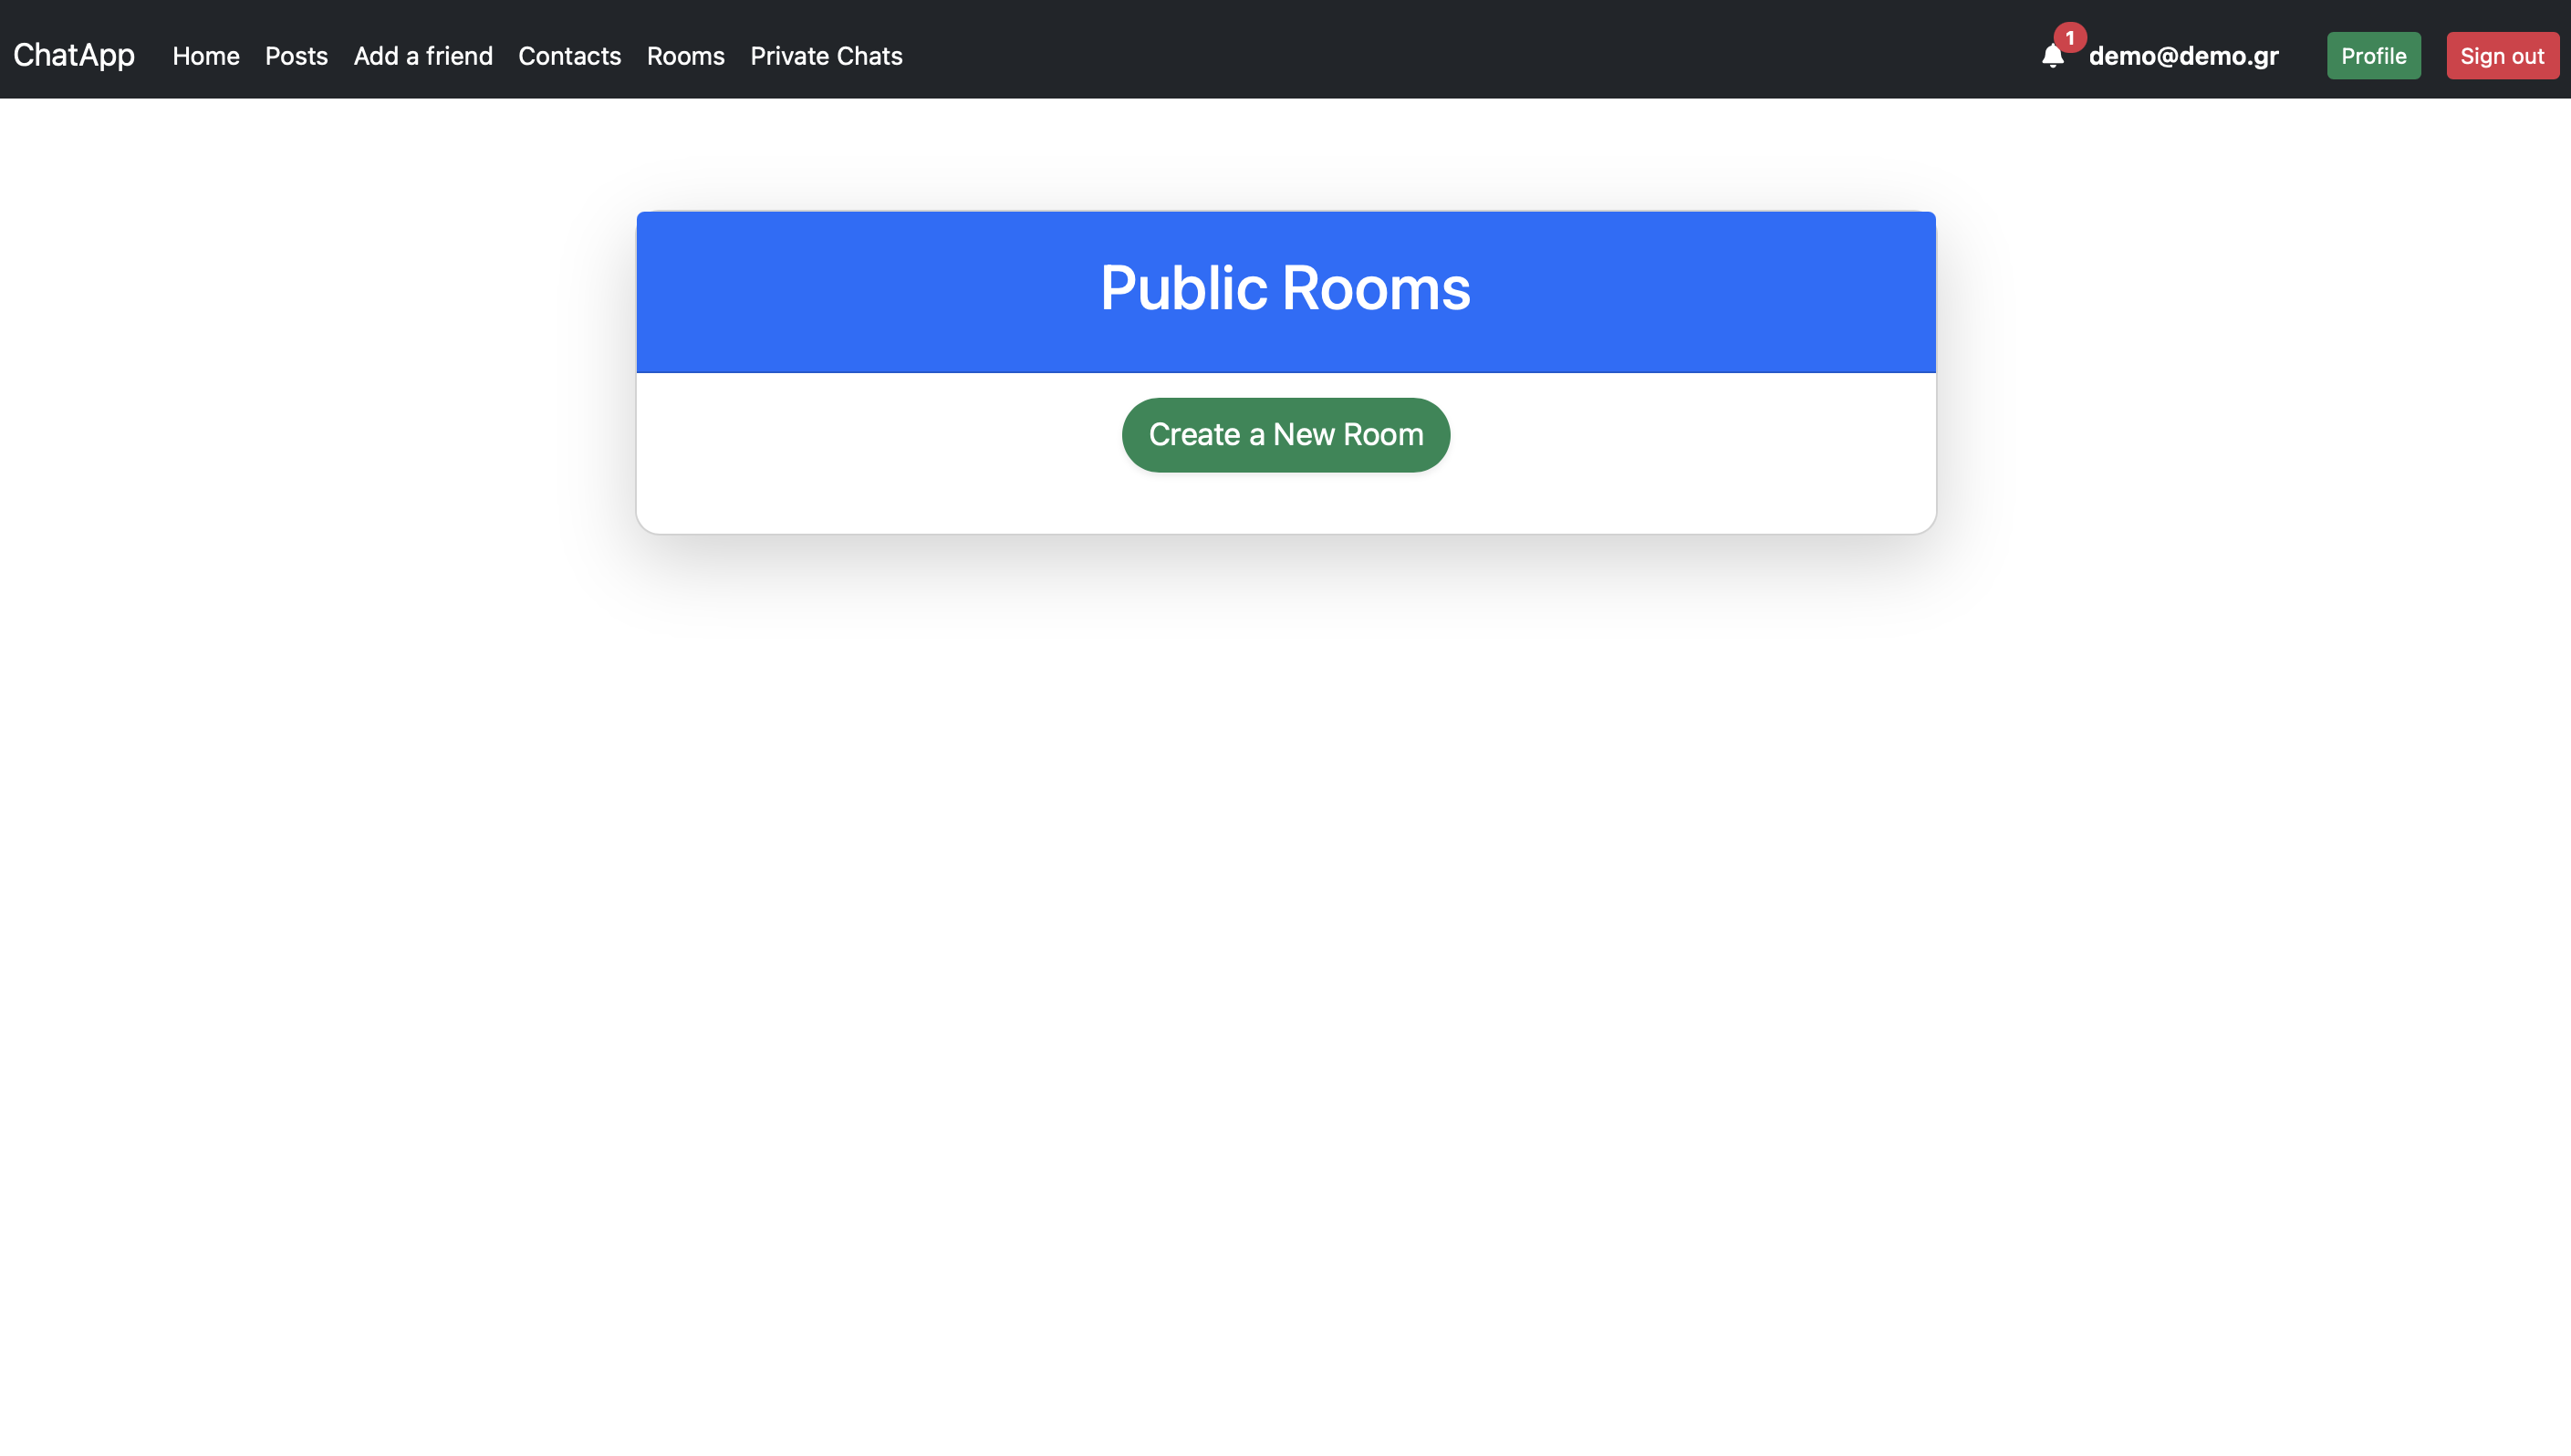 ChatApp Home Posts Add a friend Contacts Rooms Private Chats 1 demo@demo.gr Profile Sign out
Public Rooms
Create a New Room